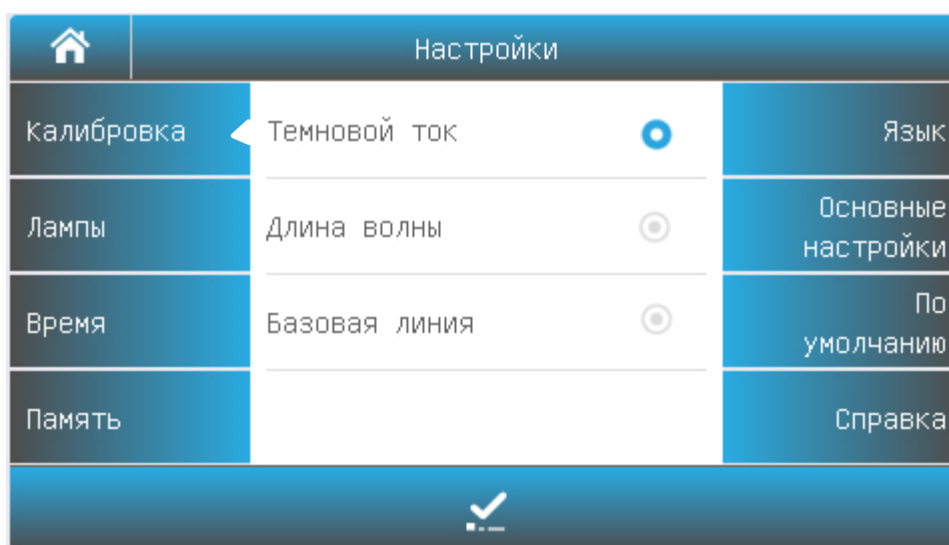 Настройки
Калибровка
Темновой ток
Язык
Лампы
Длина волны
Основные
настройки
Время
Базовая линия
По
умолчанию
Память
Справка